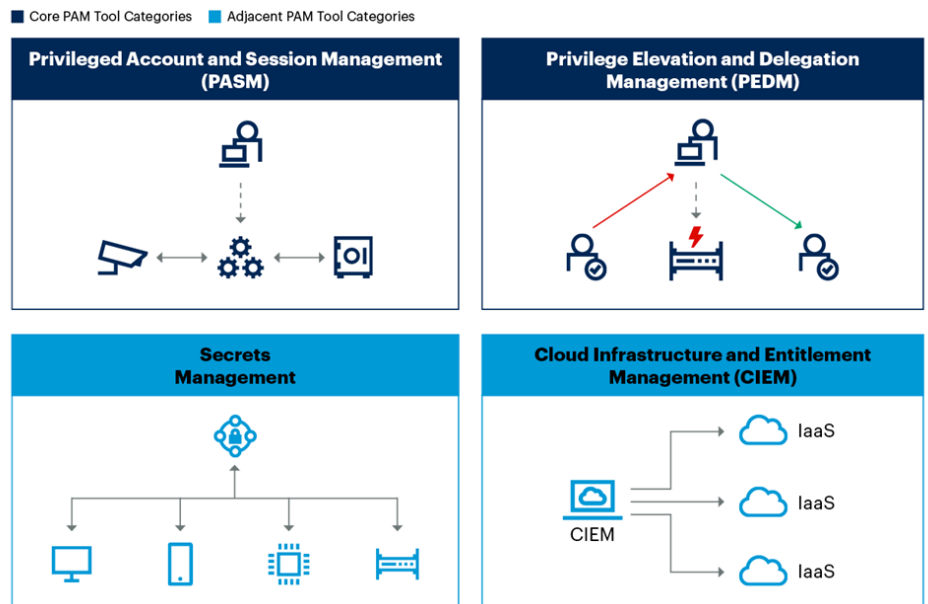 Core PAM Tool Categories
Adjacent PAM Tool Categories
Privileged Account and Session Management
(PASM)
Privilege Elevation and Delegation
Management (PEDM)
Secrets
Management
Cloud Infrastructure and Entitlement
Management (CIEM)
IaaS
IaaS
CIEM
IaaS